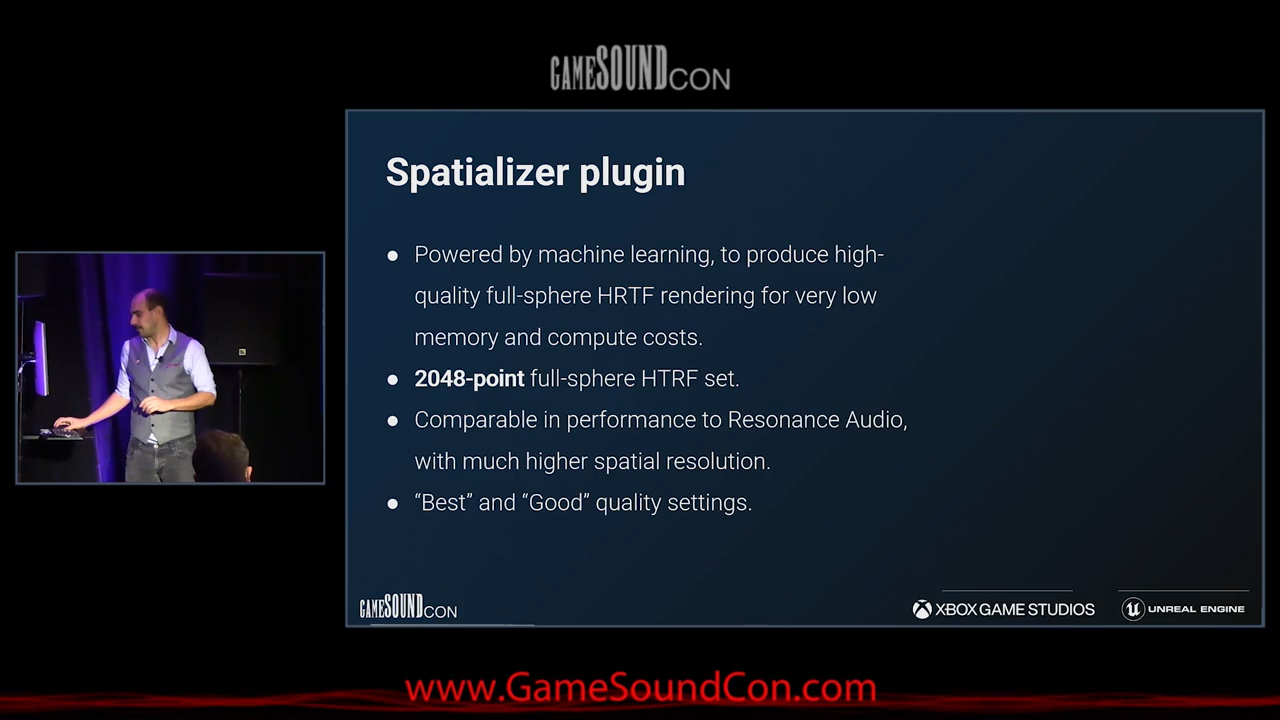 GAMESOUNDCON
Spatializer plugin
● Powered by machine learning, to produce high-
quality full-sphere HRTF rendering for very low
memory and compute costs.
● 2048-point full-sphere HTRF set.
● Comparable in performance to Resonance Audio,
with much higher spatial resolution.
● “Best” and “Good” quality settings.
GAMESOUNDCON
XBOX GAME STUDIOS
UNREAL ENGINE
www.GameSoundCon.com